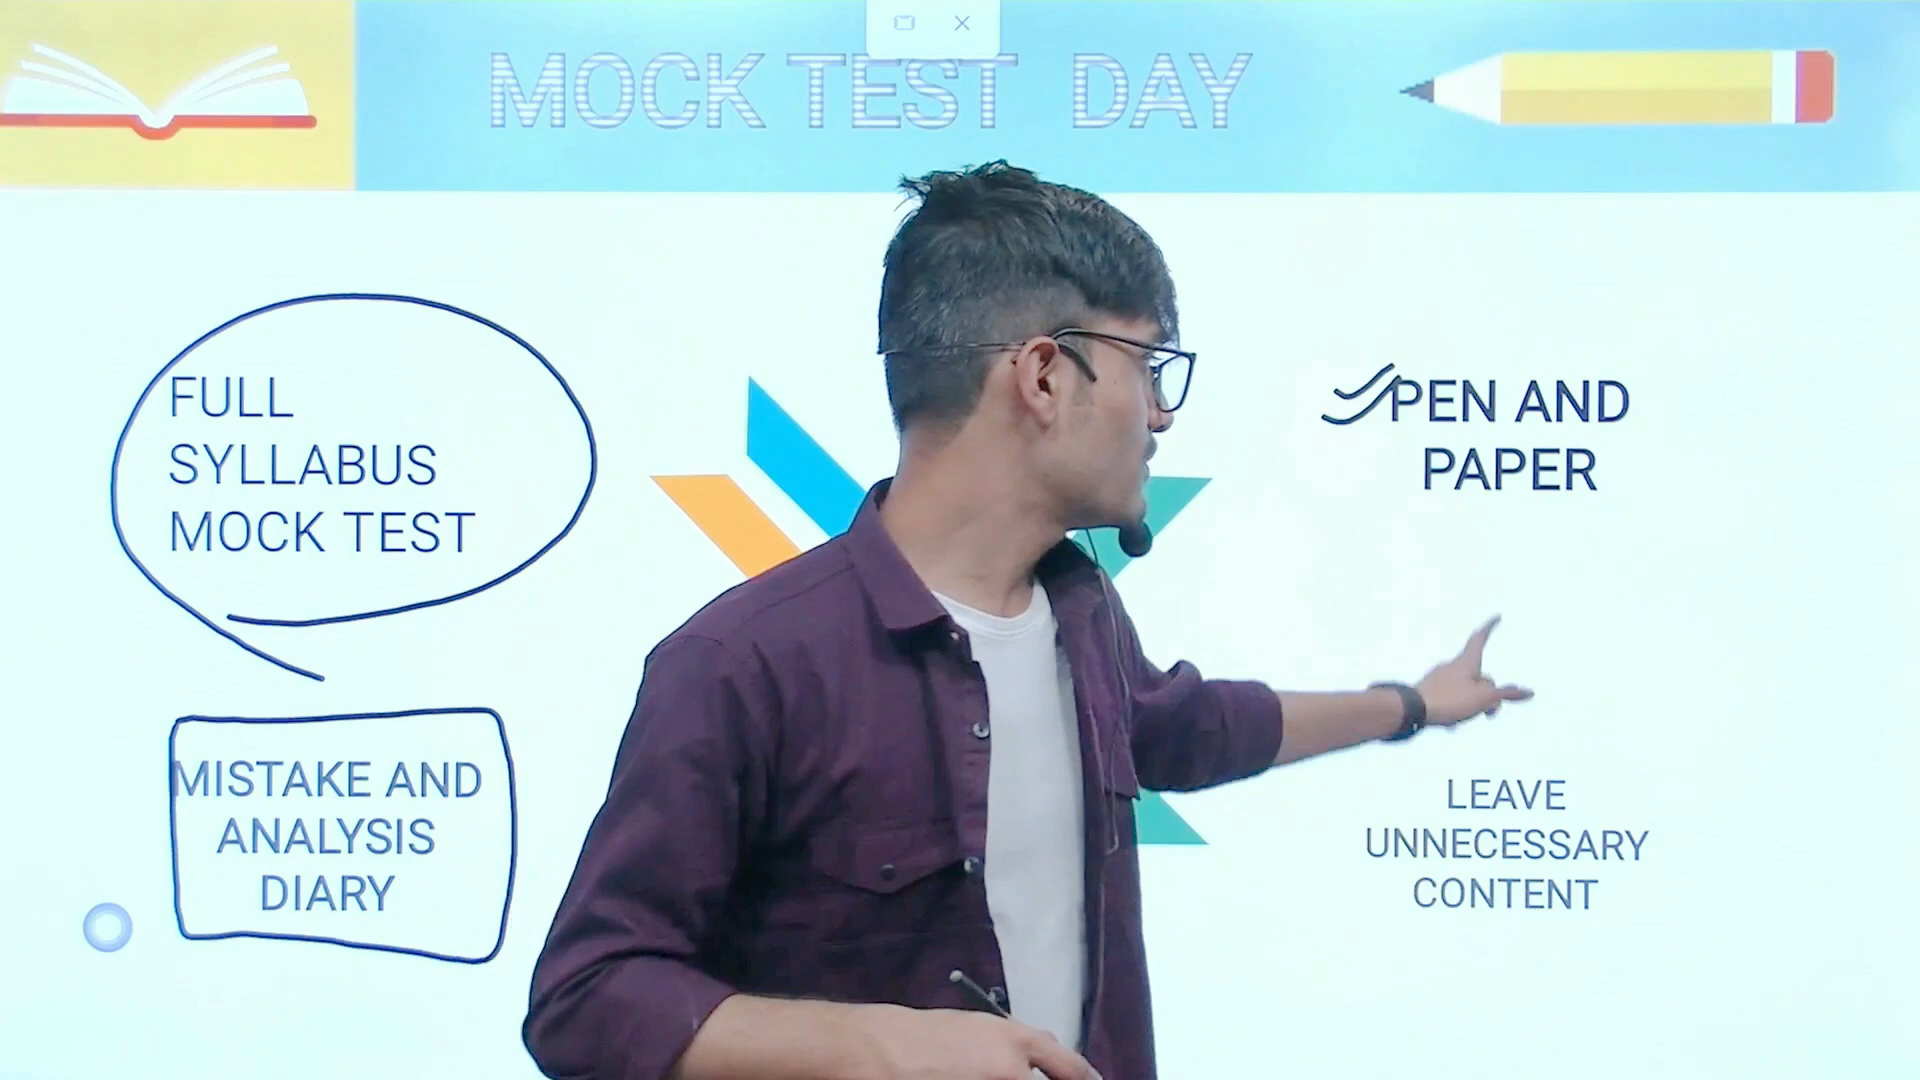 MOCK TEST DAY
FULL
SYLLABUS
MOCK TEST
PEN AND
PAPER
MISTAKE AND
ANALYSIS
DIARY
LEAVE
UNNECESSARY
CONTENT